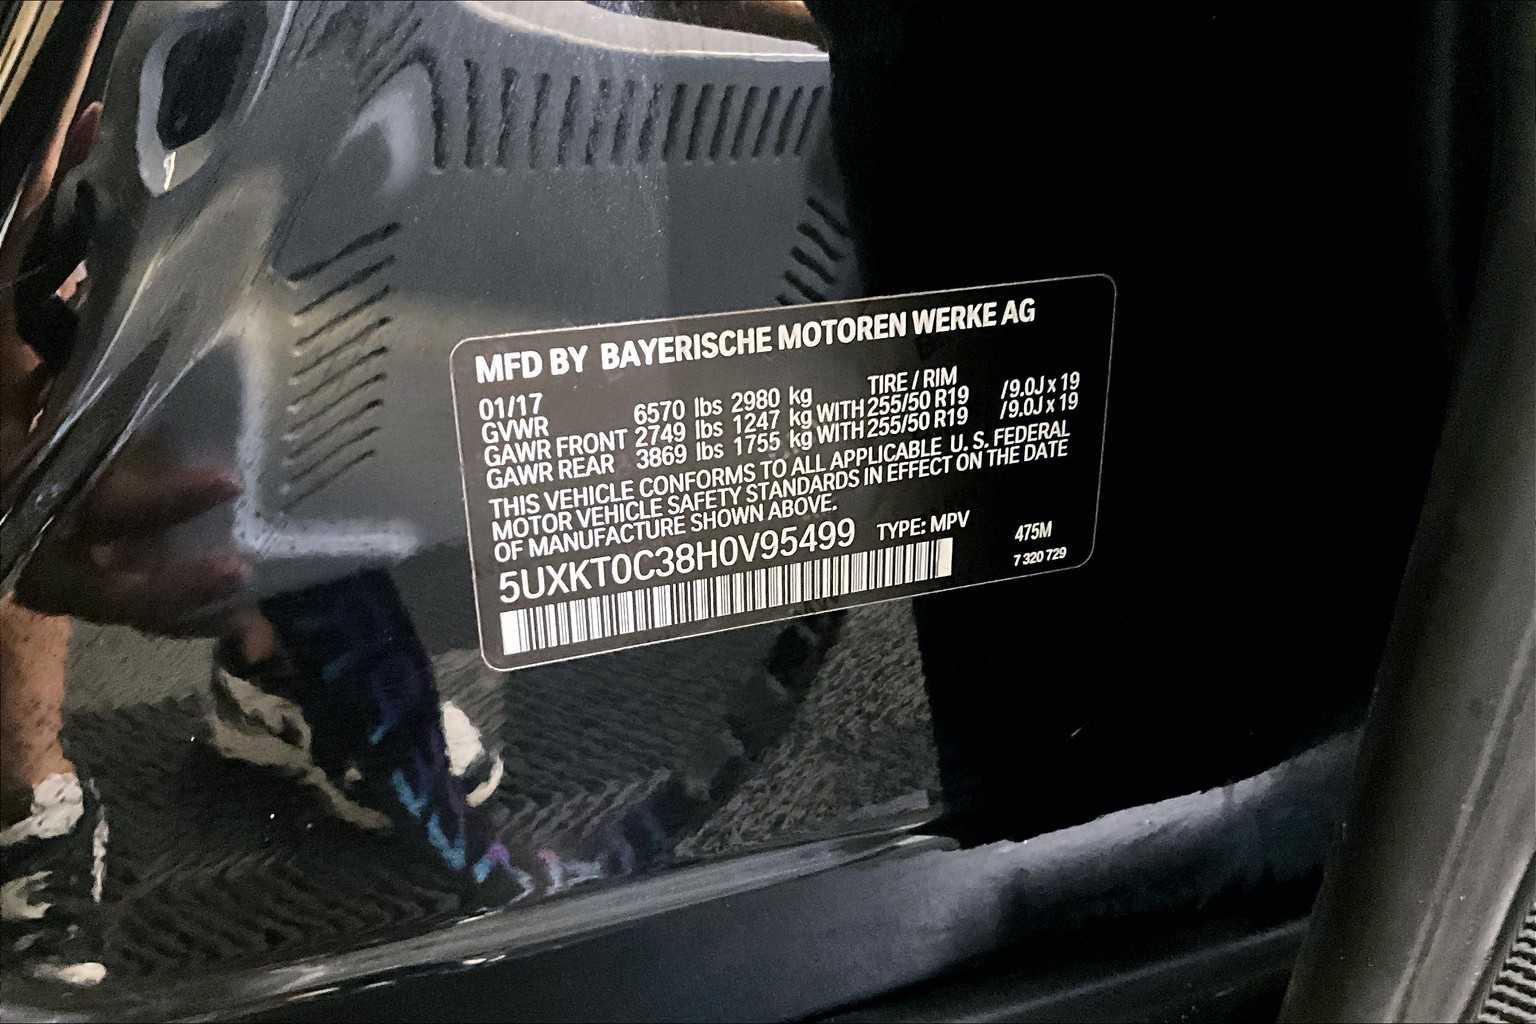 MFD BY BAYERISCHE MOTOREN WERKE AG
01/17 TIRE / RIM
GVWR 6570 lbs 2980 kg
GAWR FRONT 2749 lbs 1247 kg WITH 255/50 R19 /9.0J x 19
GAWR REAR 3869 lbs 1755 kg WITH 255/50 R19 /9.0J x 19
THIS VEHICLE CONFORMS TO ALL APPLICABLE U. S. FEDERAL
MOTOR VEHICLE SAFETY STANDARDS IN EFFECT ON THE DATE
OF MANUFACTURE SHOWN ABOVE.
5UXKT0C38H0V95499 TYPE: MPV 475M
7 320 729